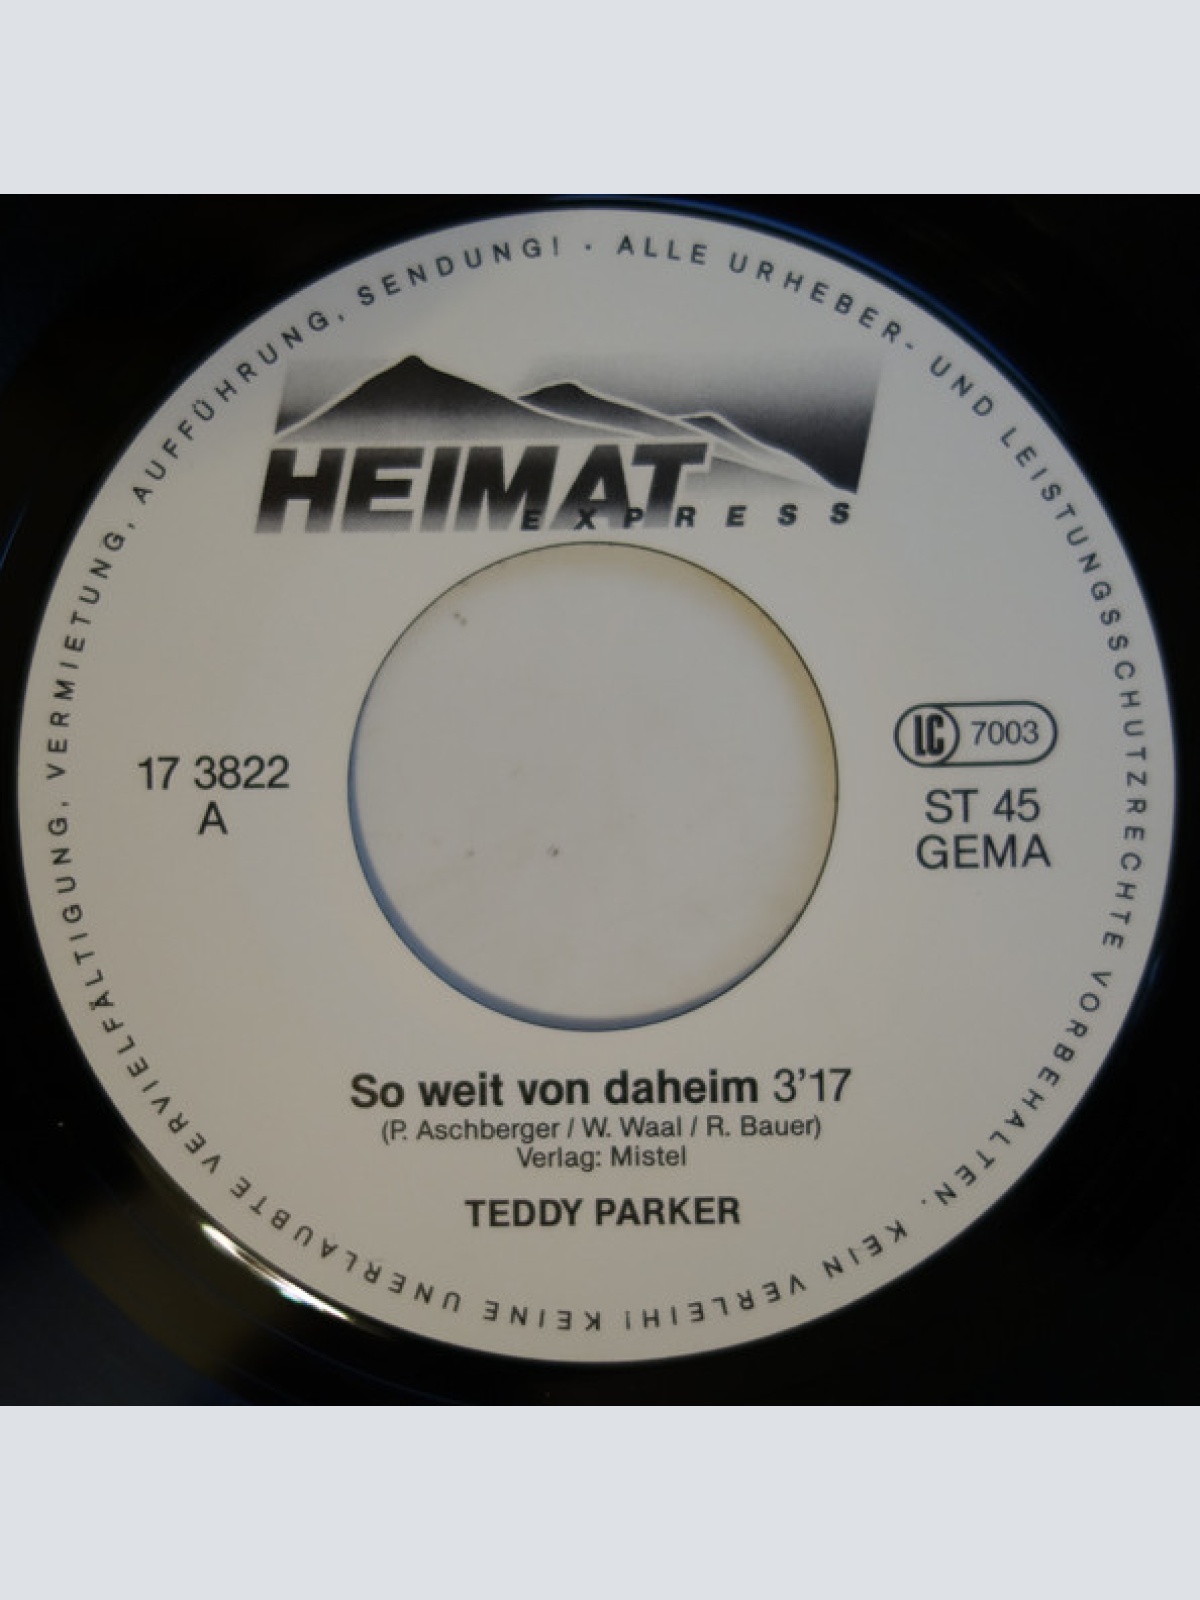 ALLE URHEBER- UND LEISTUNGSSCHUTZRECHTE VORBEHALTEN. KEIN VERLEIH! KEINE UNERLAUBTE VERVIELFÄLTIGUNG, VERMIETUNG, AUFFÜHRUNG, SENDUNG! ·
HEIMAT
EXPRESS
17 3822
A
LC 7003
ST 45
GEMA
So weit von daheim 3'17
(P. Aschberger / W. Waal / R. Bauer)
Verlag: Mistel
TEDDY PARKER